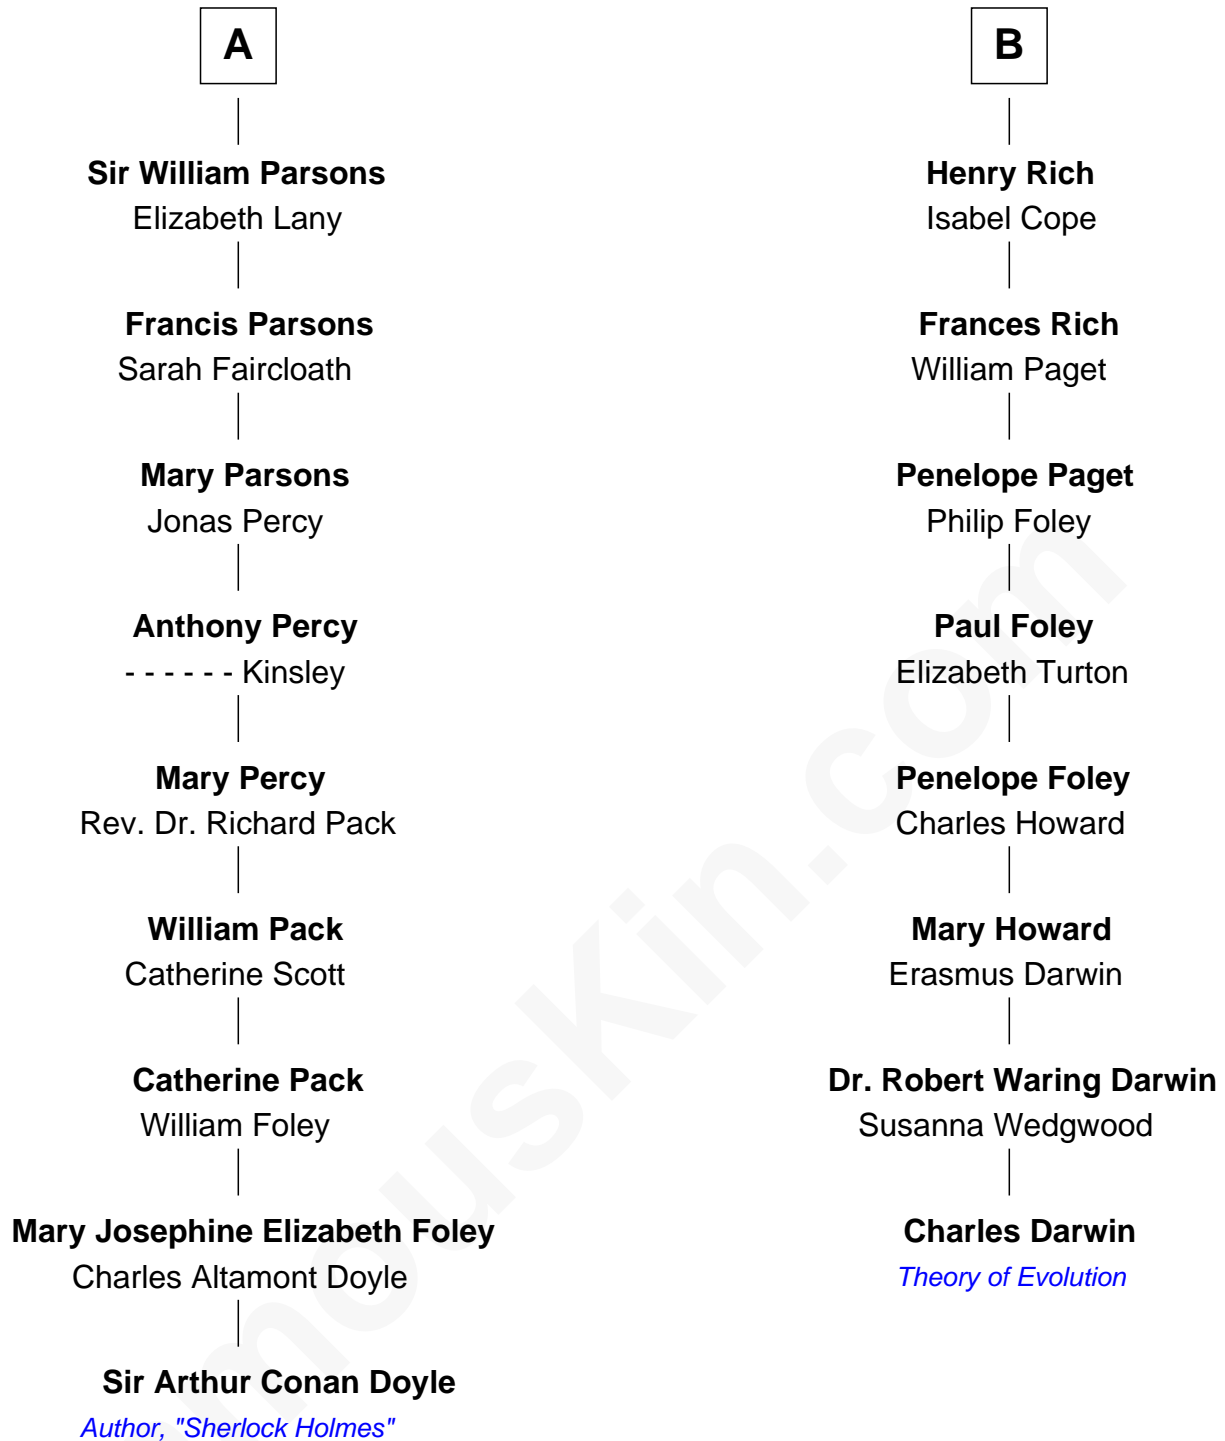 A
Sir William Parsons
Elizabeth Lany
Francis Parsons
Sarah Faircloath
Mary Parsons
Jonas Percy
Anthony Percy
- - - - - - Kinsley
Mary Percy
Rev. Dr. Richard Pack
William Pack
Catherine Scott
Catherine Pack
William Foley
Mary Josephine Elizabeth Foley
Charles Altamont Doyle
Sir Arthur Conan Doyle
Author, "Sherlock Holmes"
B
Henry Rich
Isabel Cope
Frances Rich
William Paget
Penelope Paget
Philip Foley
Paul Foley
Elizabeth Turton
Penelope Foley
Charles Howard
Mary Howard
Erasmus Darwin
Dr. Robert Waring Darwin
Susanna Wedgwood
Charles Darwin
Theory of Evolution
mousKin.com